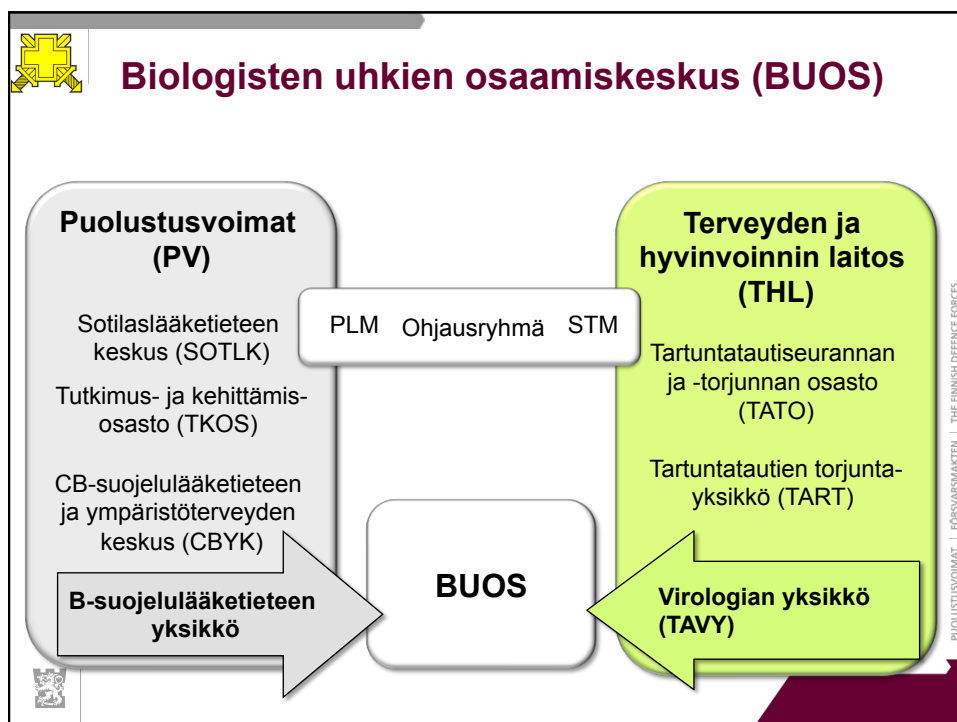 Biologisten uhkien osaamiskeskus (BUOS)
Puolustusvoimat
(PV)
Sotilaslääketieteen
keskus (SOTLK)
Tutkimus- ja kehittämis-
osasto (TKOS)
CB-suojelulääketieteen
ja ympäristöterveyden
keskus (CBYK)
B-suojelulääketieteen
yksikkö
PLM Ohjausryhmä STM
BUOS
Terveyden ja
hyvinvoinnin laitos
(THL)
Tartuntatautiseurannan
ja -torjunnan osasto
(TATO)
Tartuntatautien torjunta-
yksikkö (TART)
Virologian yksikkö
(TAVY)
PUOLUSTUSVOIMAT | FÖRSVARSMAKTEN | THE FINNISH DEFENCE FORCES